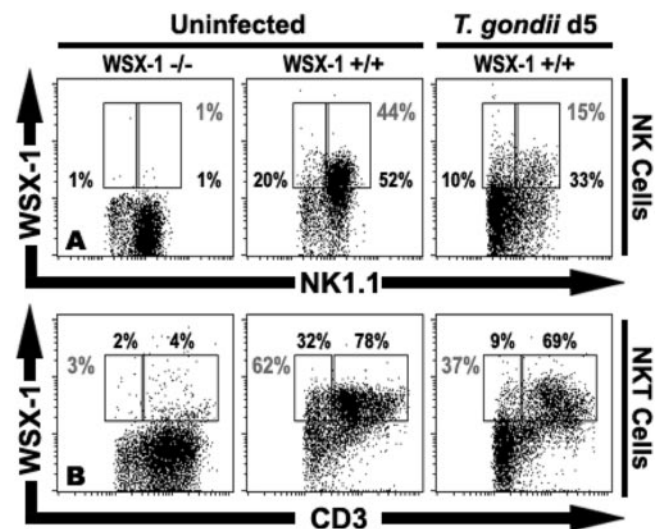 Uninfected
T. gondii d5
WSX-1 -/-
WSX-1 +/+
WSX-1 +/+
WSX-1
1%
1%
1%
44%
20%
52%
15%
10%
33%
NK Cells
A
NK1.1
WSX-1
2%
4%
3%
32%
78%
62%
9%
69%
37%
NKT Cells
B
CD3